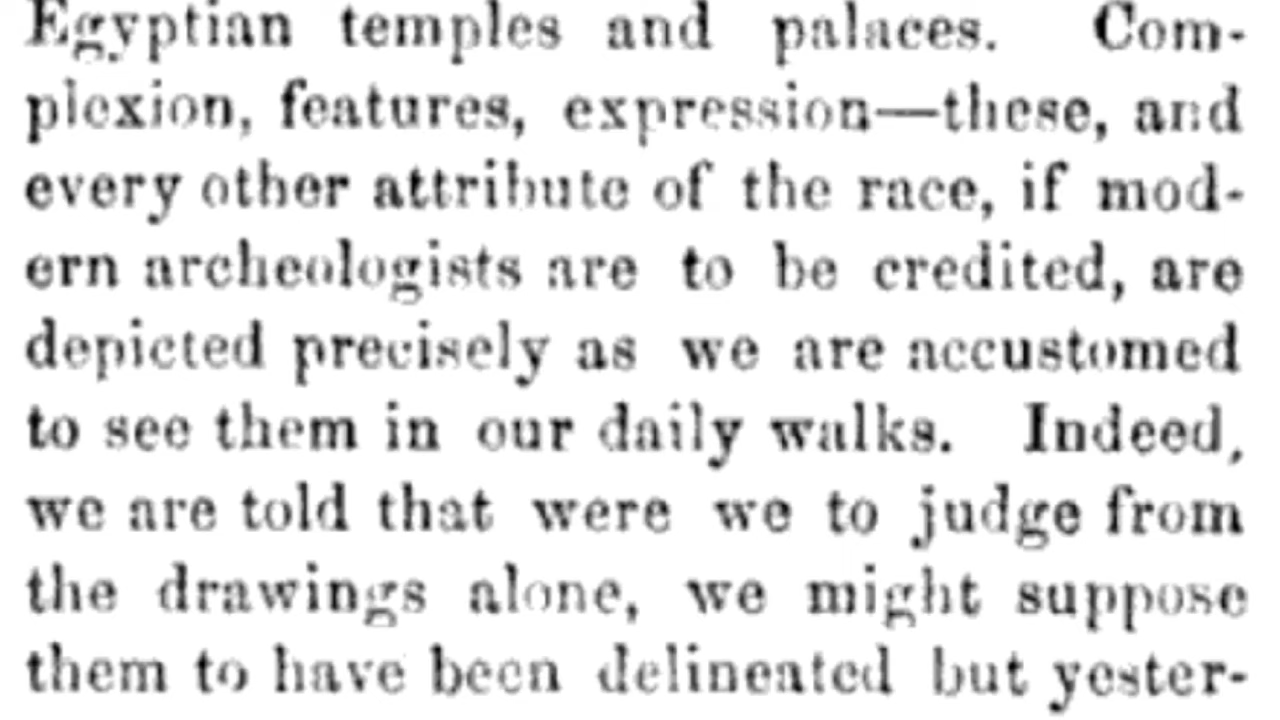 Egyptian temples and palaces. Com-
plexion, features, expression—these, and
every other attribute of the race, if mod-
ern archeologists are to be credited, are
depicted precisely as we are accustomed
to see them in our daily walks. Indeed,
we are told that were we to judge from
the drawings alone, we might suppose
them to have been delineated but yester-